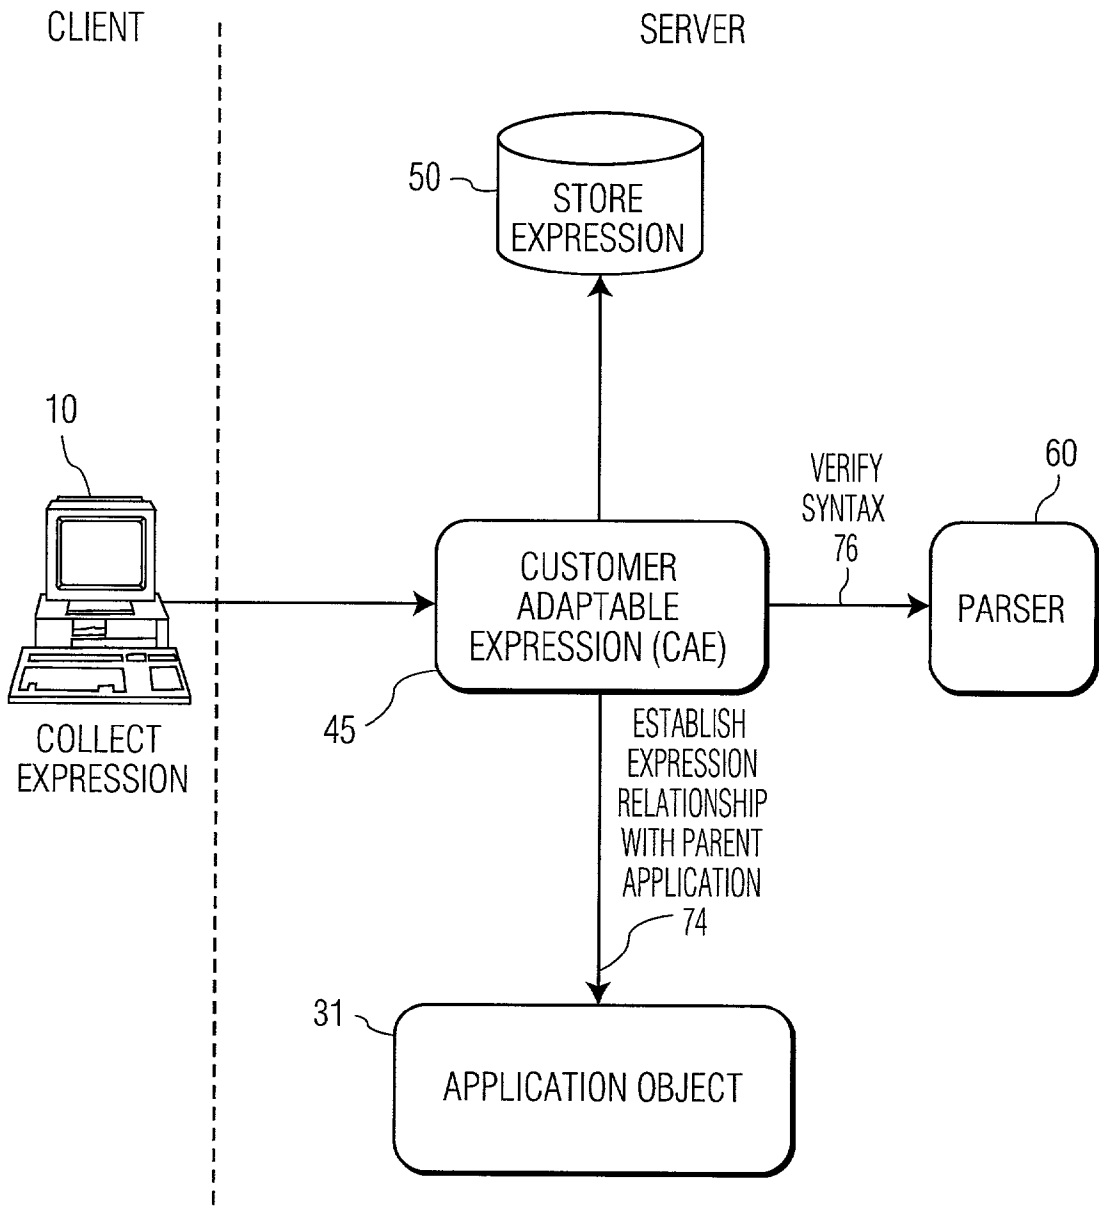 CLIENT
SERVER
50
STORE
EXPRESSION
10
VERIFY
SYNTAX
76
60
CUSTOMER
ADAPTABLE
EXPRESSION (CAE)
PARSER
45
COLLECT
EXPRESSION
ESTABLISH
EXPRESSION
RELATIONSHIP
WITH PARENT
APPLICATION
74
31
APPLICATION OBJECT